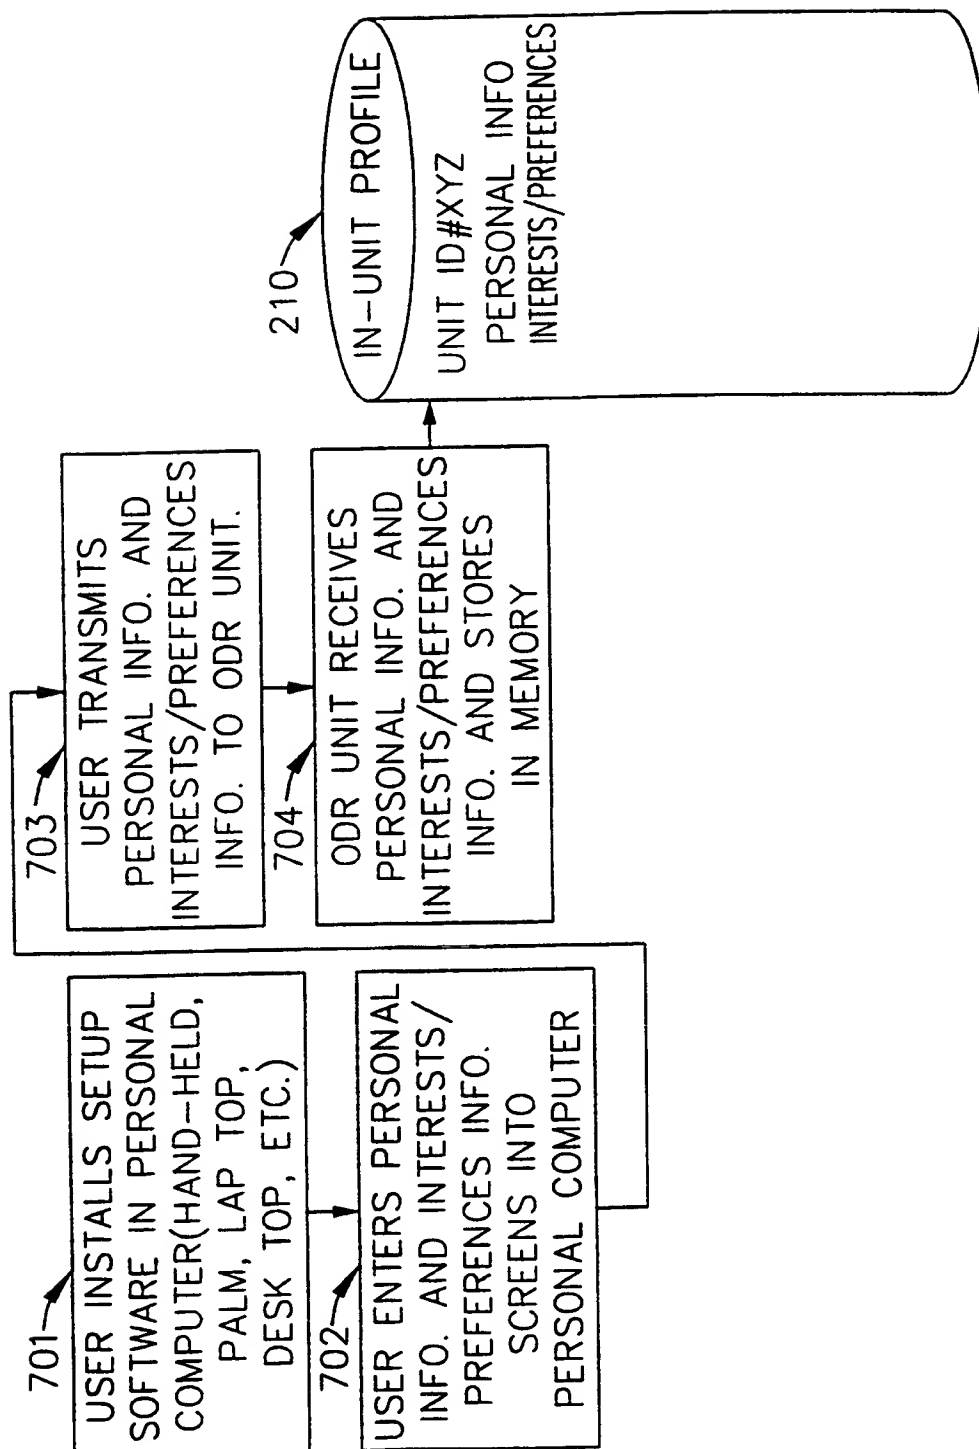 701
USER INSTALLS SETUP
SOFTWARE IN PERSONAL
COMPUTER(HAND-HELD,
PALM, LAP TOP,
DESK TOP, ETC.)
702
USER ENTERS PERSONAL
INFO. AND INTERESTS/
PREFERENCES INFO.
SCREENS INTO
PERSONAL COMPUTER
703
USER TRANSMITS
PERSONAL INFO. AND
INTERESTS/PREFERENCES
INFO. TO ODR UNIT.
704
ODR UNIT RECEIVES
PERSONAL INFO. AND
INTERESTS/PREFERENCES
INFO. AND STORES
IN MEMORY
210
IN-UNIT PROFILE
UNIT ID#XYZ
PERSONAL INFO
INTERESTS/PREFERENCES